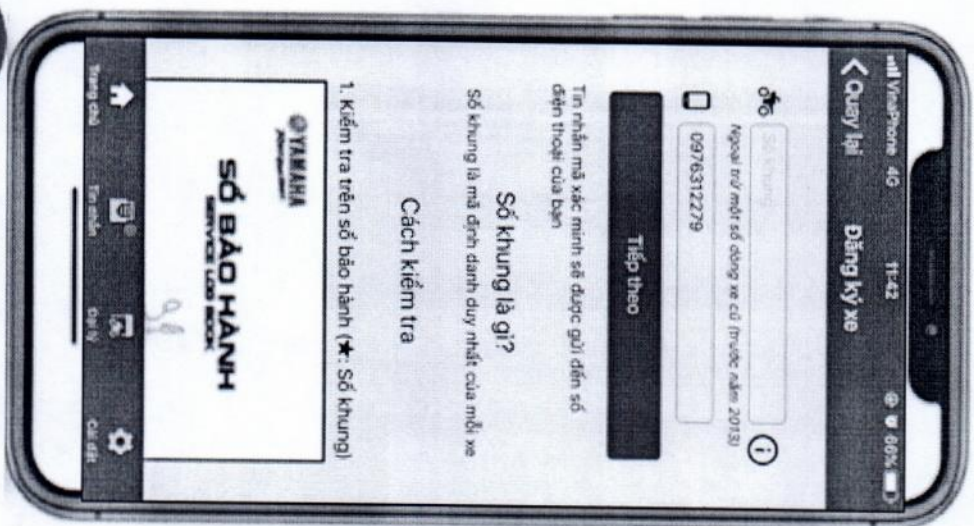 VinaPhone 4G 11:42 66%
Quay lại Đăng ký xe
Số khung
Ngoại trừ một số dòng xe cũ (trước năm 2013)
0976312279
Tiếp theo
Tin nhắn mã xác minh sẽ được gửi đến số
điện thoại của bạn
Số khung là gì?
Số khung là mã định danh duy nhất của mỗi xe
Cách kiểm tra
1. Kiểm tra trên sổ bảo hành (★: Số khung)
YAMAHA
SỔ BẢO HÀNH
SERVICE LOG BOOK
Trang chủ Tin nhắn Đại lý Cài đặt